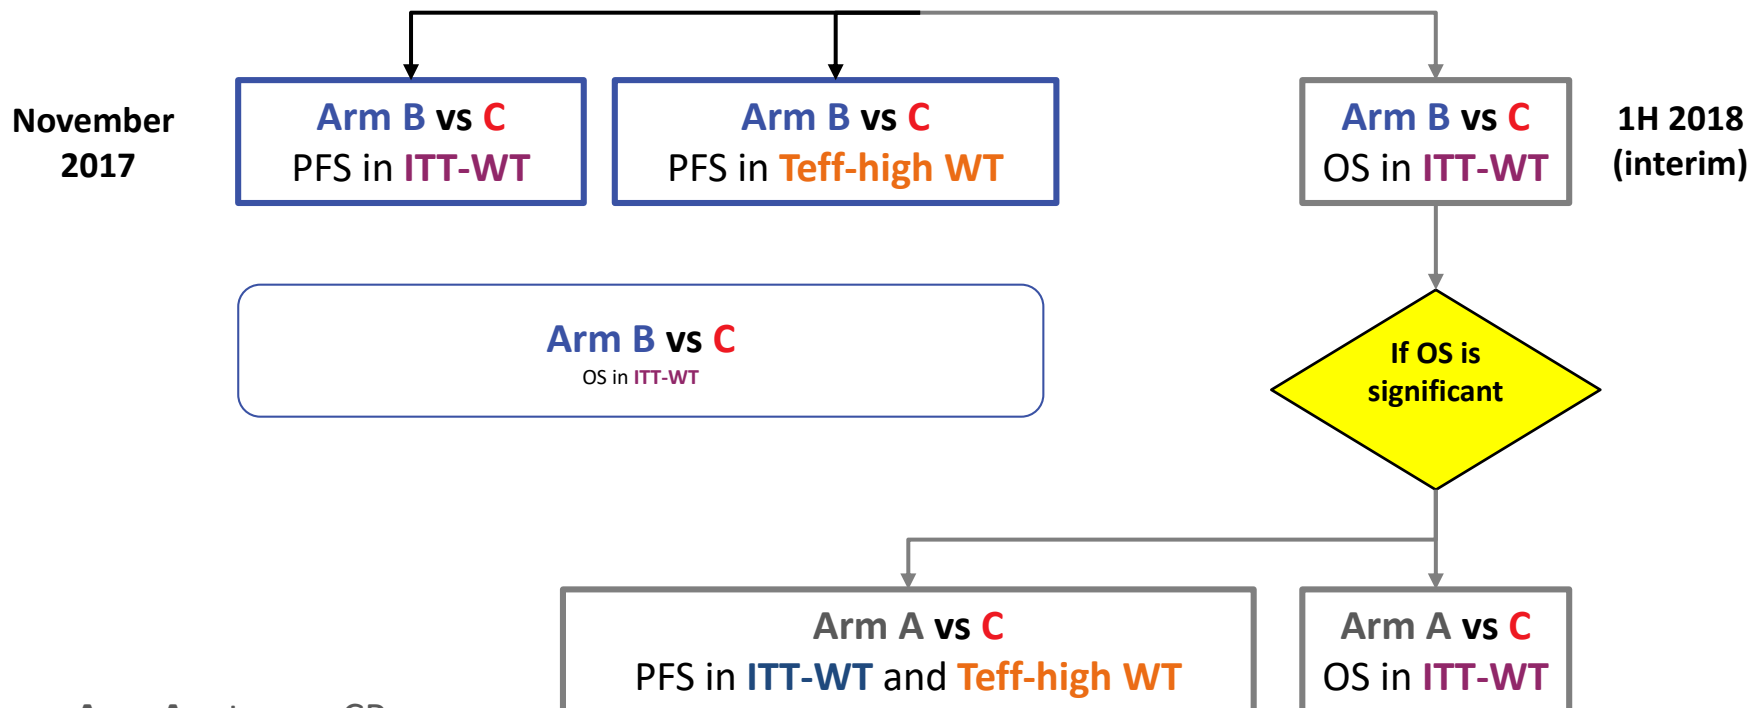 November
2017
Arm B vs C
PFS in ITT-WT
Arm B vs C
PFS in Teff-high WT
Arm B vs C
OS in ITT-WT
1H 2018
(interim)
Arm B vs C
OS in ITT-WT
If OS is
significant
Arm A vs C
PFS in ITT-WT and Teff-high WT
Arm A vs C
OS in ITT-WT